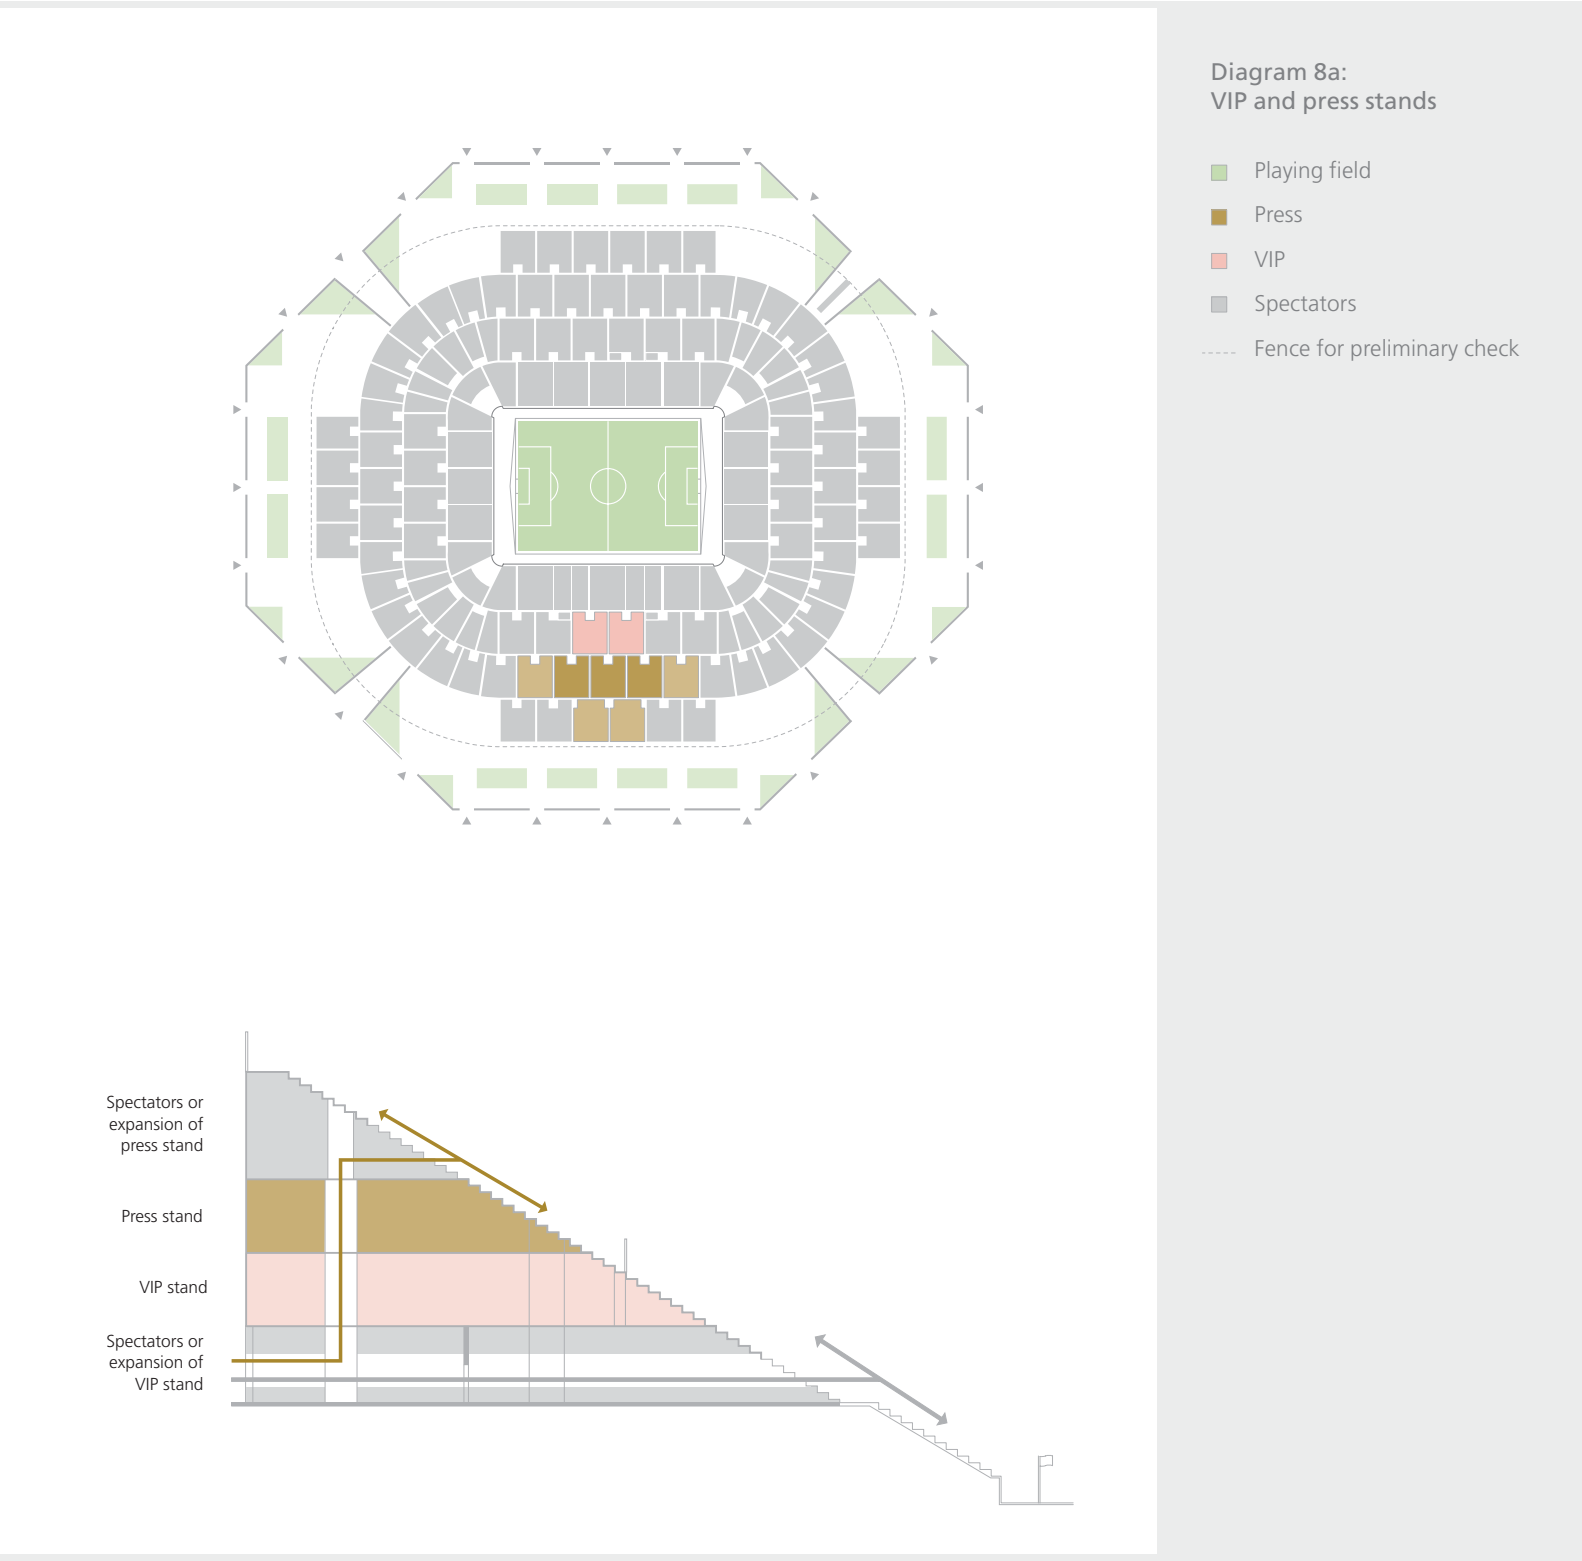 Diagram 8a:
VIP and press stands
Playing field
Press
VIP
Spectators
Fence for preliminary check
Spectators or
expansion of
press stand
Press stand
VIP stand
Spectators or
expansion of
VIP stand